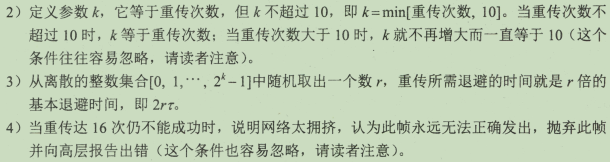 2）定义参数 k，它等于重传次数，但 k 不超过 10，即 k = min[重传次数, 10]。当重传次数不
超过 10 时，k 等于重传次数；当重传次数大于 10 时，k 就不再增大而一直等于 10（这个
条件往往容易忽略，请读者注意）。
3）从离散的整数集合[0, 1,⋯, 2ᵏ − 1]中随机取出一个数 r，重传所需退避的时间就是 r 倍的
基本退避时间，即 2rτ。
4）当重传达 16 次仍不能成功时，说明网络太拥挤，认为此帧永远无法正确发出，抛弃此帧
并向高层报告出错（这个条件也容易忽略，请读者注意）。